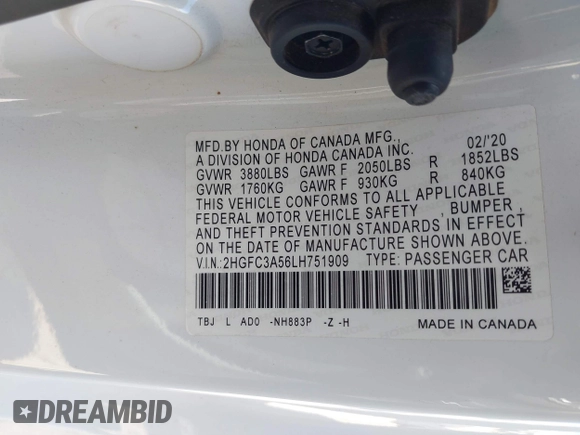 MFD.BY HONDA OF CANADA MFG., 02/'20
A DIVISION OF HONDA CANADA INC.
GVWR 3880LBS GAWR F 2050LBS R 1852LBS
GVWR 1760KG GAWR F 930KG R 840KG
THIS VEHICLE CONFORMS TO ALL APPLICABLE
FEDERAL MOTOR VEHICLE SAFETY , BUMPER ,
AND THEFT PREVENTION STANDARDS IN EFFECT
ON THE DATE OF MANUFACTURE SHOWN ABOVE.
V.I.N.:2HGFC3A56LH751909 TYPE: PASSENGER CAR
TBJ L AD0 -NH883P -Z -H MADE IN CANADA
DREAMBID